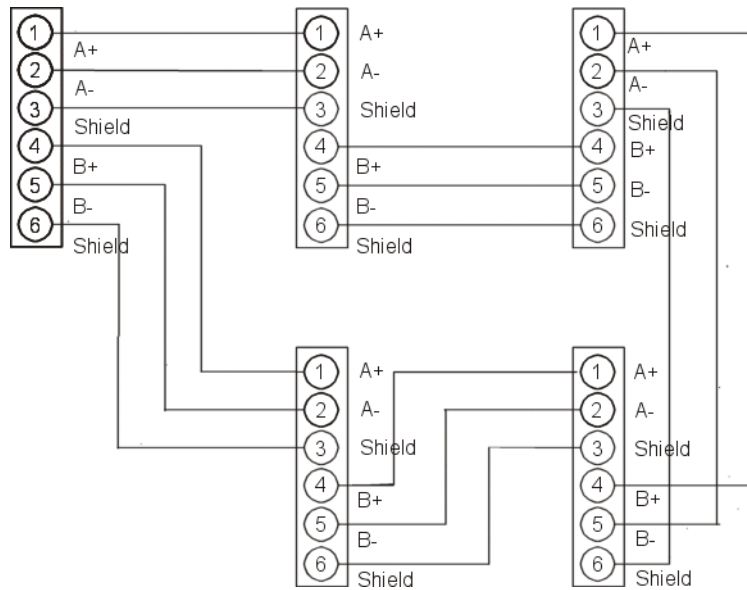 1
A+
2
A-
3
Shield
4
B+
5
B-
6
Shield
1 A+
2 A-
3 Shield
4
B+
5
B-
6
Shield
1
A+
2
A-
3
Shield
4 B+
5 B-
6
Shield
1 A+
2 A-
3 Shield
4
B+
5
B-
6
Shield
1 A+
2 A-
3 Shield
4
B+
5
B-
6
Shield